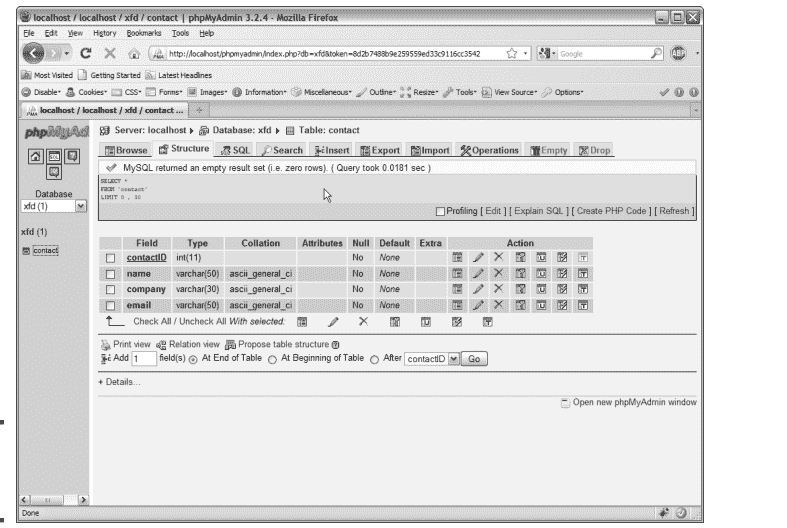 localhost / localhost / xfd / contact | phpMyAdmin 3.2.4 - Mozilla Firefox
File Edit View History Bookmarks Tools Help
http://localhost/phpmyadmin/index.php?db=xfd&token=8d2b7488b9e259559ed33c9116cc3542
Google
ABP
Most Visited Getting Started Latest Headlines
Disable Cookies CSS Forms Images Information Miscellaneous Outline Resize Tools View Source Options
localhost / localhost / xfd / contact ...
phpMyAd
Server: localhost Database: xfd Table: contact
Browse Structure SQL Search Insert Export Import Operations Empty Drop
MySQL returned an empty result set (i.e. zero rows). ( Query took 0.0181 sec )
SELECT *
FROM `contact`
LIMIT 0 , 30
Profiling [ Edit ] [ Explain SQL ] [ Create PHP Code ] [ Refresh ]
Database
xfd (1)
xfd (1)
contact
Field Type Collation Attributes Null Default Extra Action
contactID int(11) No None
name varchar(50) ascii_general_ci No None
company varchar(30) ascii_general_ci No None
email varchar(50) ascii_general_ci No None
Check All / Uncheck All With selected:
Print view Relation view Propose table structure
Add 1 field(s) At End of Table At Beginning of Table After contactID Go
+ Details...
Open new phpMyAdmin window
Done